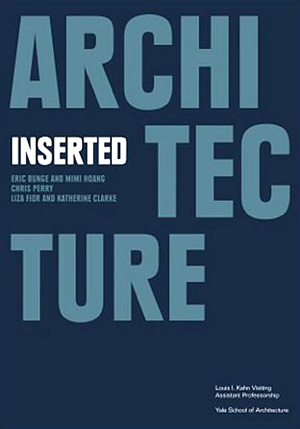 ARCHI
INSERTED TEC
ERIC BUNGE AND MIMI HOANG
CHRIS PERRY
LIZA FIOR AND KATHERINE CLARKE
TURE
Louis I. Kahn Visiting
Assistant Professorship
Yale School of Architecture